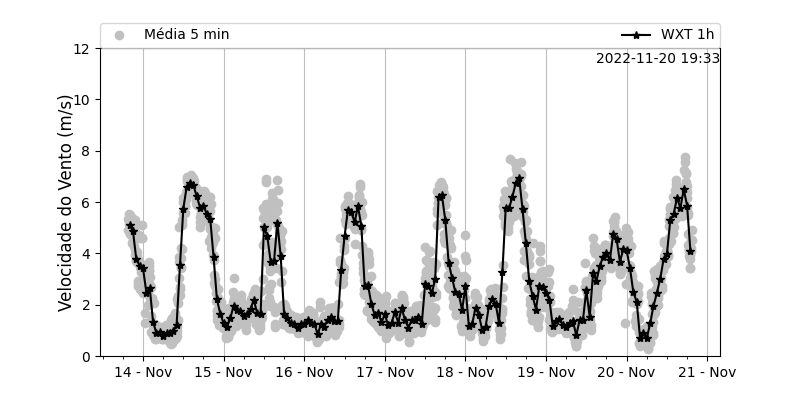 Média 5 min
WXT 1h
2022-11-20 19:33
Velocidade do Vento (m/s)
12
10
8
6
4
2
0
14 - Nov
15 - Nov
16 - Nov
17 - Nov
18 - Nov
19 - Nov
20 - Nov
21 - Nov